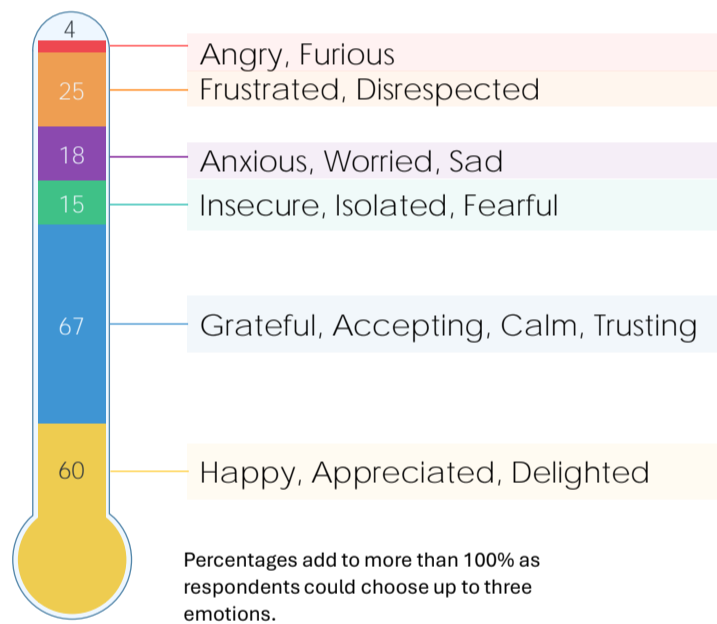 4
Angry, Furious
25
Frustrated, Disrespected
18
Anxious, Worried, Sad
15
Insecure, Isolated, Fearful
67
Grateful, Accepting, Calm, Trusting
60
Happy, Appreciated, Delighted
Percentages add to more than 100% as
respondents could choose up to three
emotions.